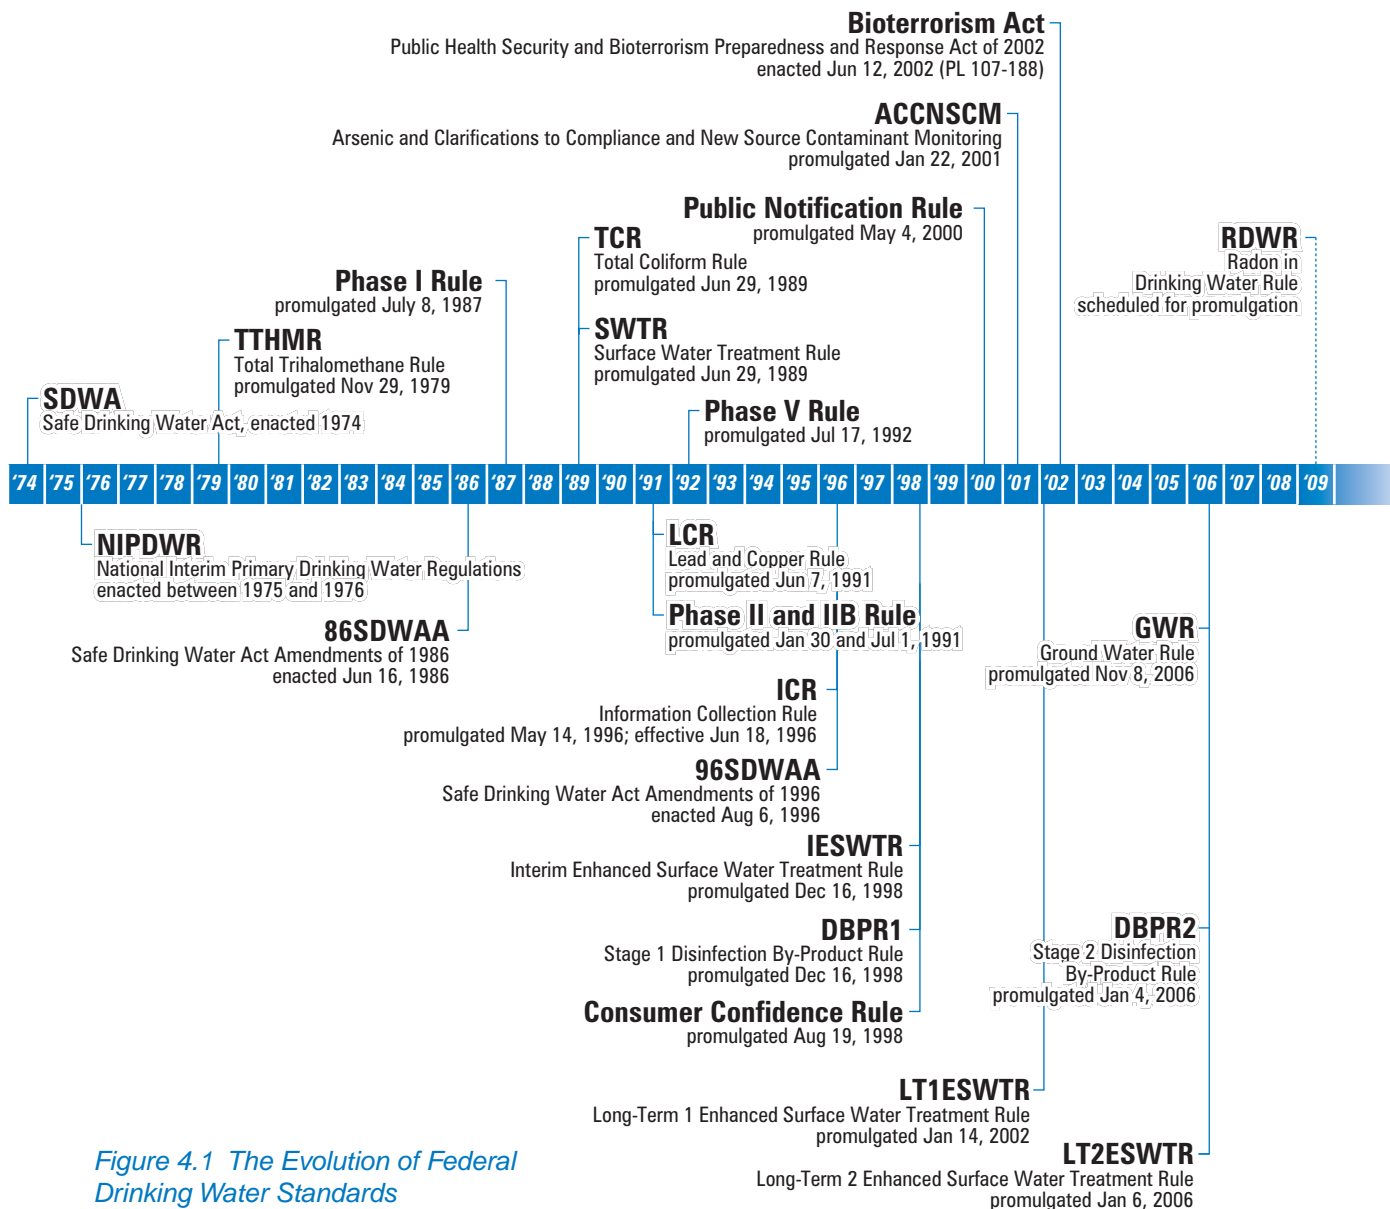 Bioterrorism Act
Public Health Security and Bioterrorism Preparedness and Response Act of 2002
enacted Jun 12, 2002 (PL 107-188)
ACCNSCM
Arsenic and Clarifications to Compliance and New Source Contaminant Monitoring
promulgated Jan 22, 2001
Public Notification Rule
promulgated May 4, 2000
TCR
Total Coliform Rule
promulgated Jun 29, 1989
RDWR
Radon in
Drinking Water Rule
scheduled for promulgation
Phase I Rule
promulgated July 8, 1987
SWTR
Surface Water Treatment Rule
promulgated Jun 29, 1989
TTHMR
Total Trihalomethane Rule
promulgated Nov 29, 1979
SDWA
Safe Drinking Water Act, enacted 1974
Phase V Rule
promulgated Jul 17, 1992
‘74 ‘75 ‘76 ‘77 ‘78 ‘79 ‘80 ‘81 ‘82 ‘83 ‘84 ‘85 ‘86 ‘87 ‘88 ‘89 ‘90 ‘91 ‘92 ‘93 ‘94 ‘95 ‘96 ‘97 ‘98 ‘99 ‘00 ‘01 ‘02 ‘03 ‘04 ‘05 ‘06 ‘07 ‘08 ‘09
NIPDWR
National Interim Primary Drinking Water Regulations
enacted between 1975 and 1976
LCR
Lead and Copper Rule
promulgated Jun 7, 1991
Phase II and IIB Rule
promulgated Jan 30 and Jul 1, 1991
86SDWAA
Safe Drinking Water Act Amendments of 1986
enacted Jun 16, 1986
GWR
Ground Water Rule
promulgated Nov 8, 2006
ICR
Information Collection Rule
promulgated May 14, 1996; effective Jun 18, 1996
96SDWAA
Safe Drinking Water Act Amendments of 1996
enacted Aug 6, 1996
IESWTR
Interim Enhanced Surface Water Treatment Rule
promulgated Dec 16, 1998
DBPR1
Stage 1 Disinfection By-Product Rule
promulgated Dec 16, 1998
DBPR2
Stage 2 Disinfection
By-Product Rule
promulgated Jan 4, 2006
Consumer Confidence Rule
promulgated Aug 19, 1998
LT1ESWTR
Long-Term 1 Enhanced Surface Water Treatment Rule
promulgated Jan 14, 2002
LT2ESWTR
Long-Term 2 Enhanced Surface Water Treatment Rule
promulgated Jan 6, 2006
Figure 4.1 The Evolution of Federal
Drinking Water Standards